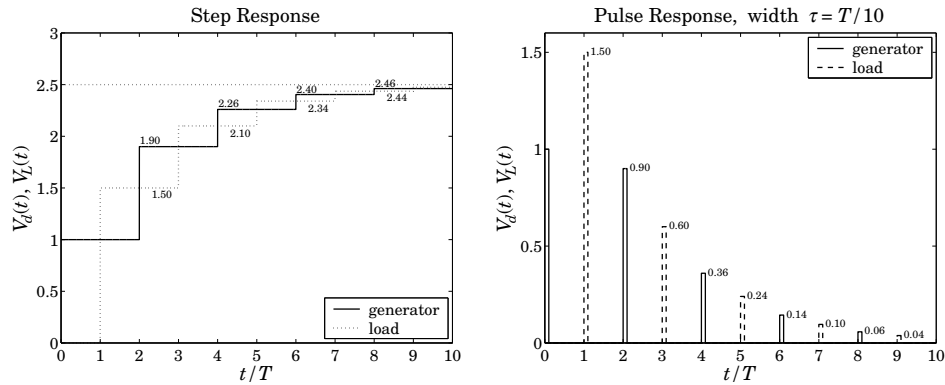 Step Response
3
2.5
2
1.5
1
0.5
0
V_d(t), V_L(t)
2.46
2.40
2.44
2.26
2.34
1.90
2.10
1.50
generator
load
0 1 2 3 4 5 6 7 8 9 10
t/T
Pulse Response, width τ = T/10
1.5
1
0.5
0
V_d(t), V_L(t)
generator
load
1.50
0.90
0.60
0.36
0.24
0.14
0.10
0.06
0.04
0 1 2 3 4 5 6 7 8 9 10
t/T